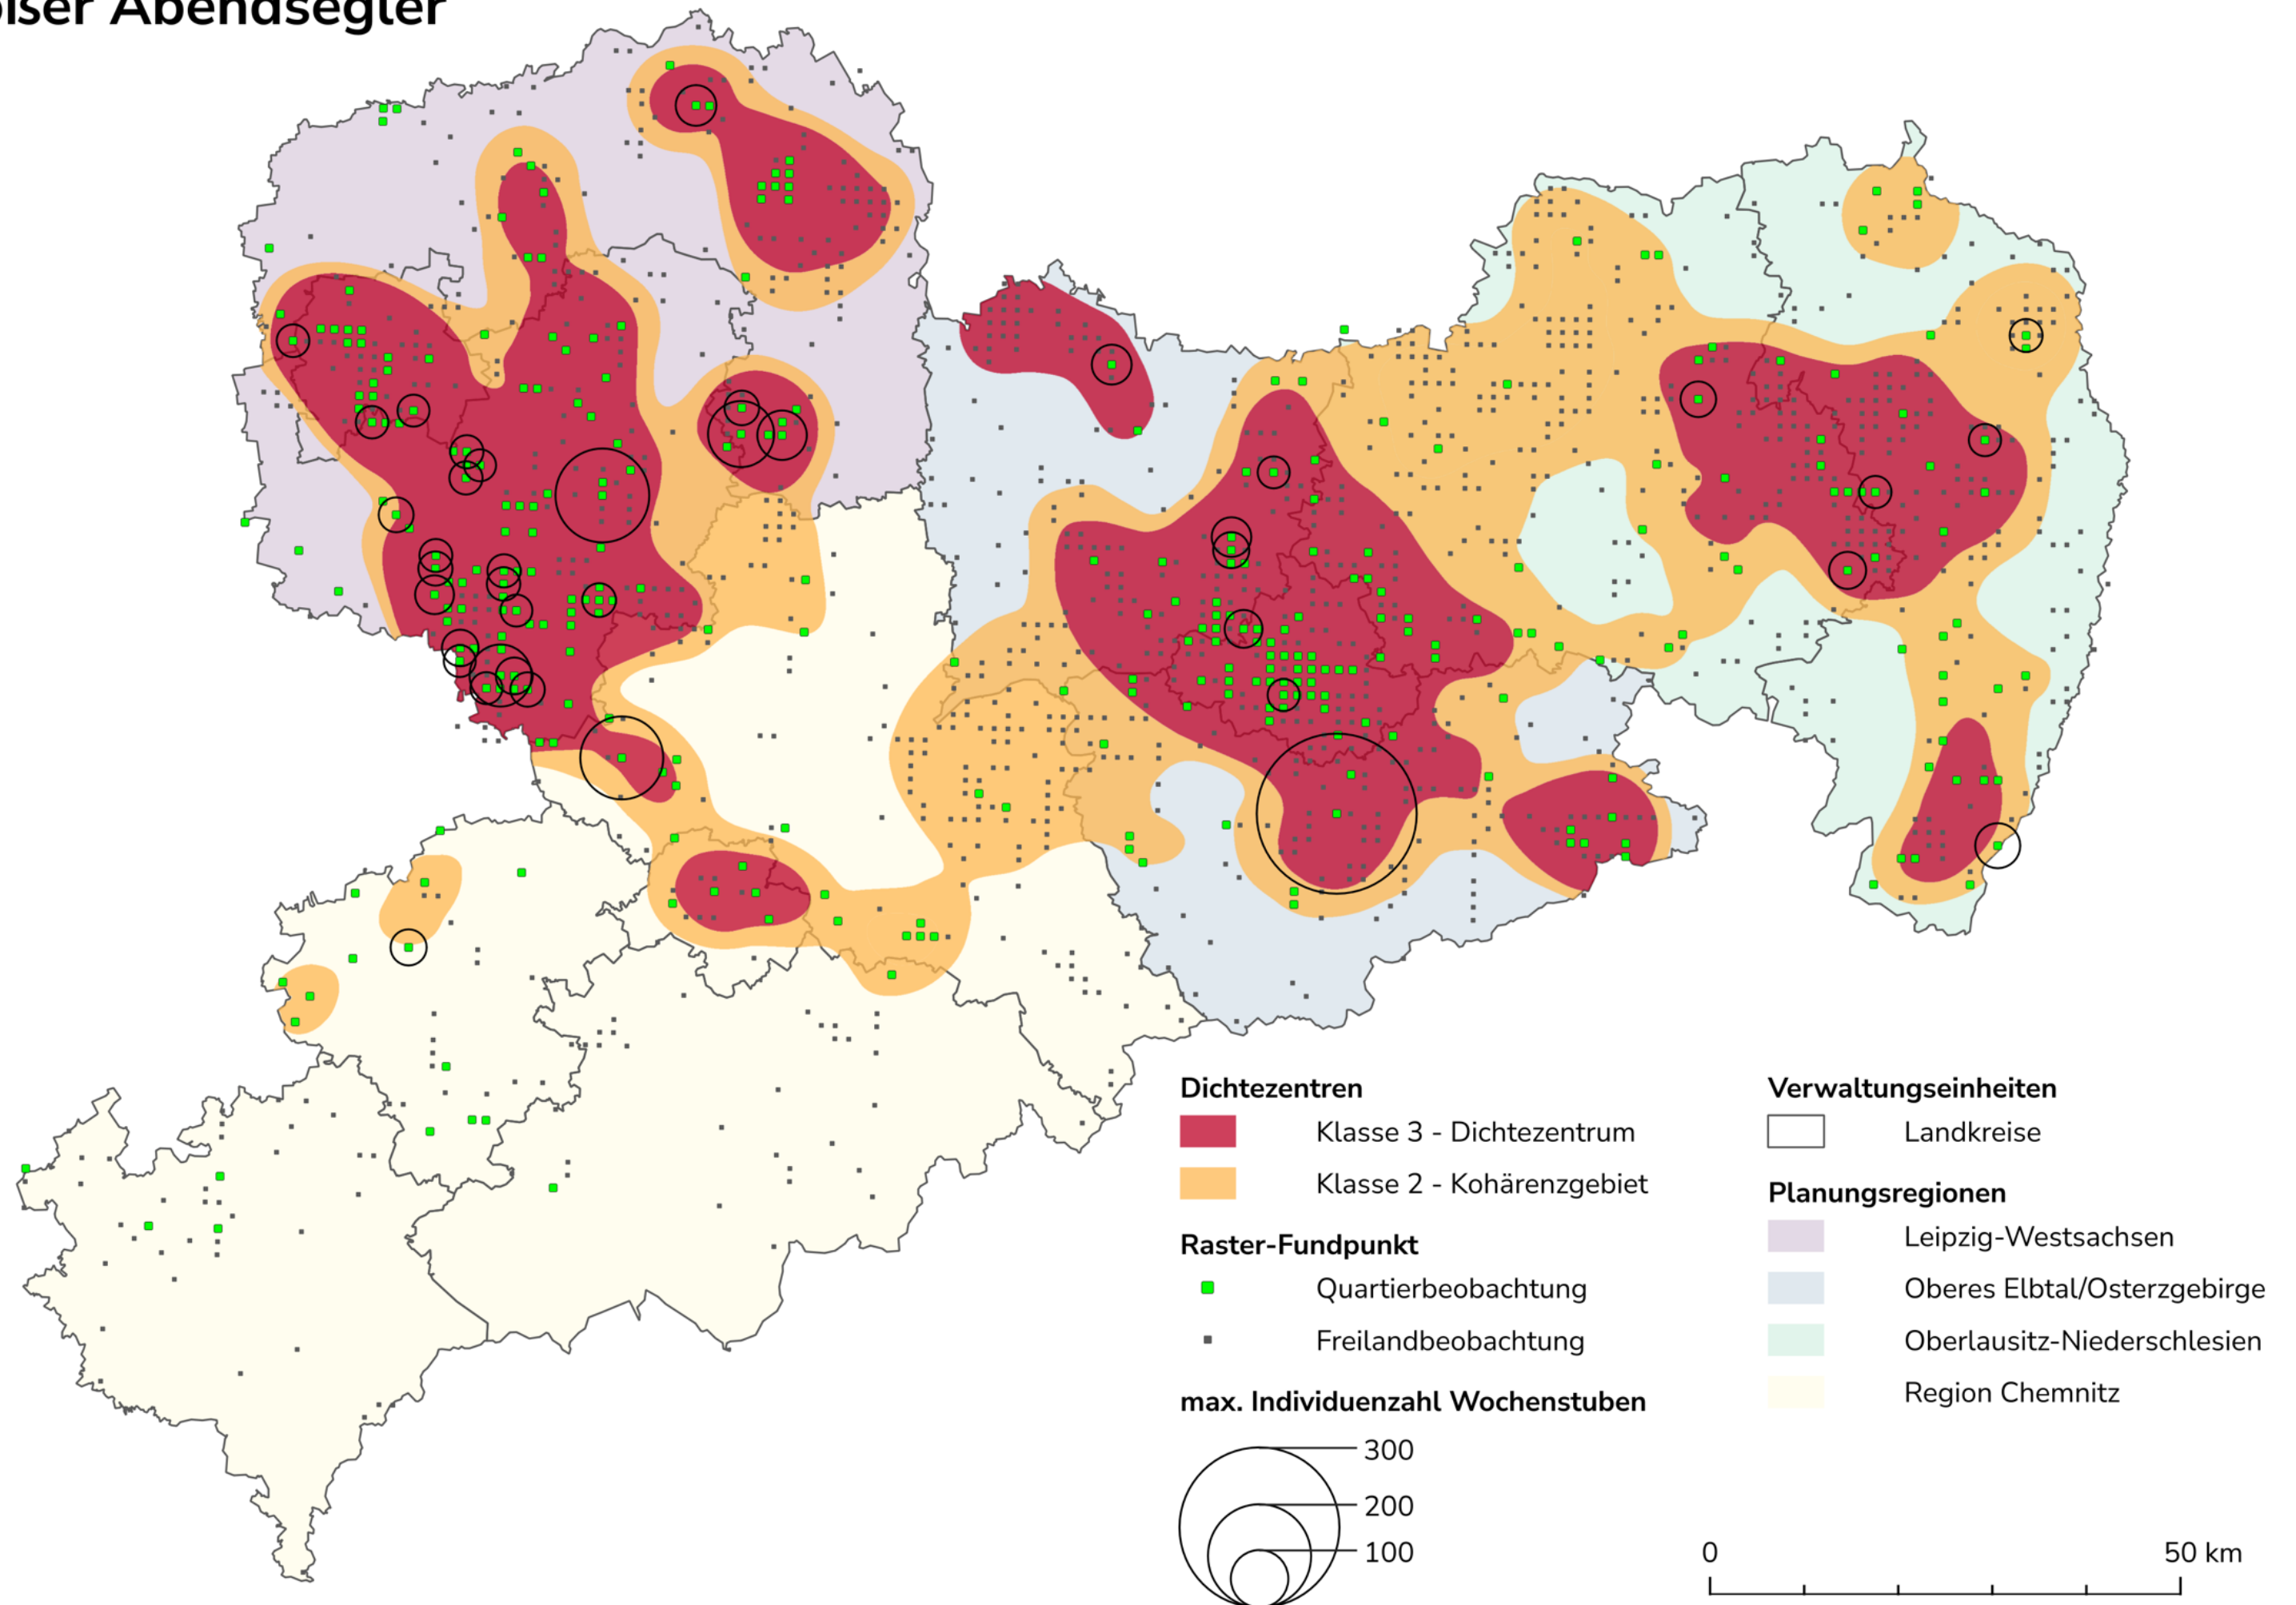 Abendsegler
Dichtezentren
Klasse 3 - Dichtezentrum
Klasse 2 - Kohärenzgebiet
Raster-Fundpunkt
Quartierbeobachtung
Freilandbeobachtung
max. Individuenzahl Wochenstuben
300
200
100
Verwaltungseinheiten
Landkreise
Planungsregionen
Leipzig-Westsachsen
Oberes Elbtal/Osterzgebirge
Oberlausitz-Niederschlesien
Region Chemnitz
0 50 km